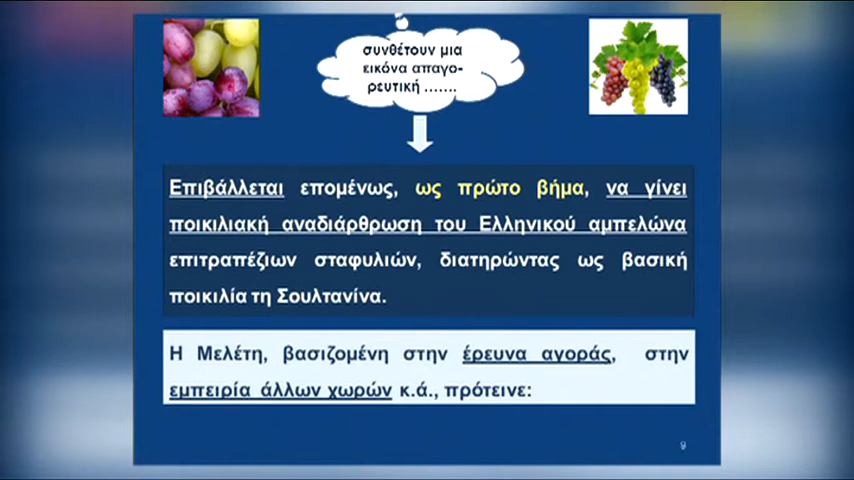 συνθέτουν μια
εικόνα απαγο-
ρευτική …….
Επιβάλλεται επομένως, ως πρώτο βήμα, να γίνει
ποικιλιακή αναδιάρθρωση του Ελληνικού αμπελώνα
επιτραπέζιων σταφυλιών, διατηρώντας ως βασική
ποικιλία τη Σουλτανίνα.
Η Μελέτη, βασιζομένη στην έρευνα αγοράς, στην
εμπειρία άλλων χωρών κ.ά., πρότεινε:
9